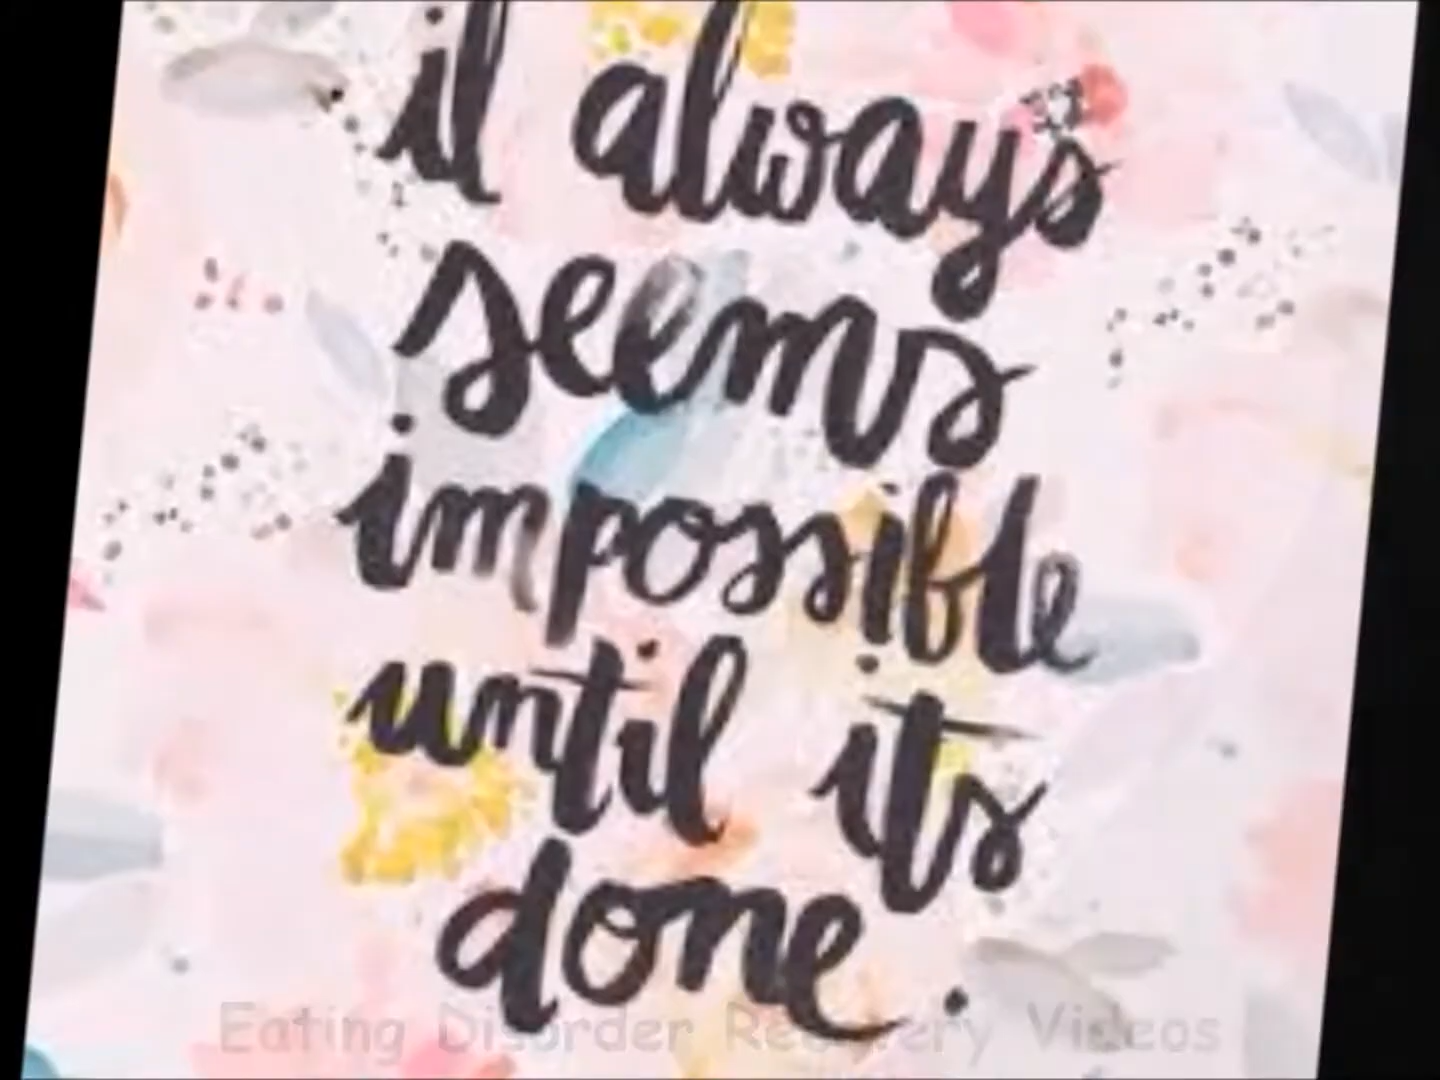 it always
seems
impossible
until its
done.
Eating Disorder Recovery Videos